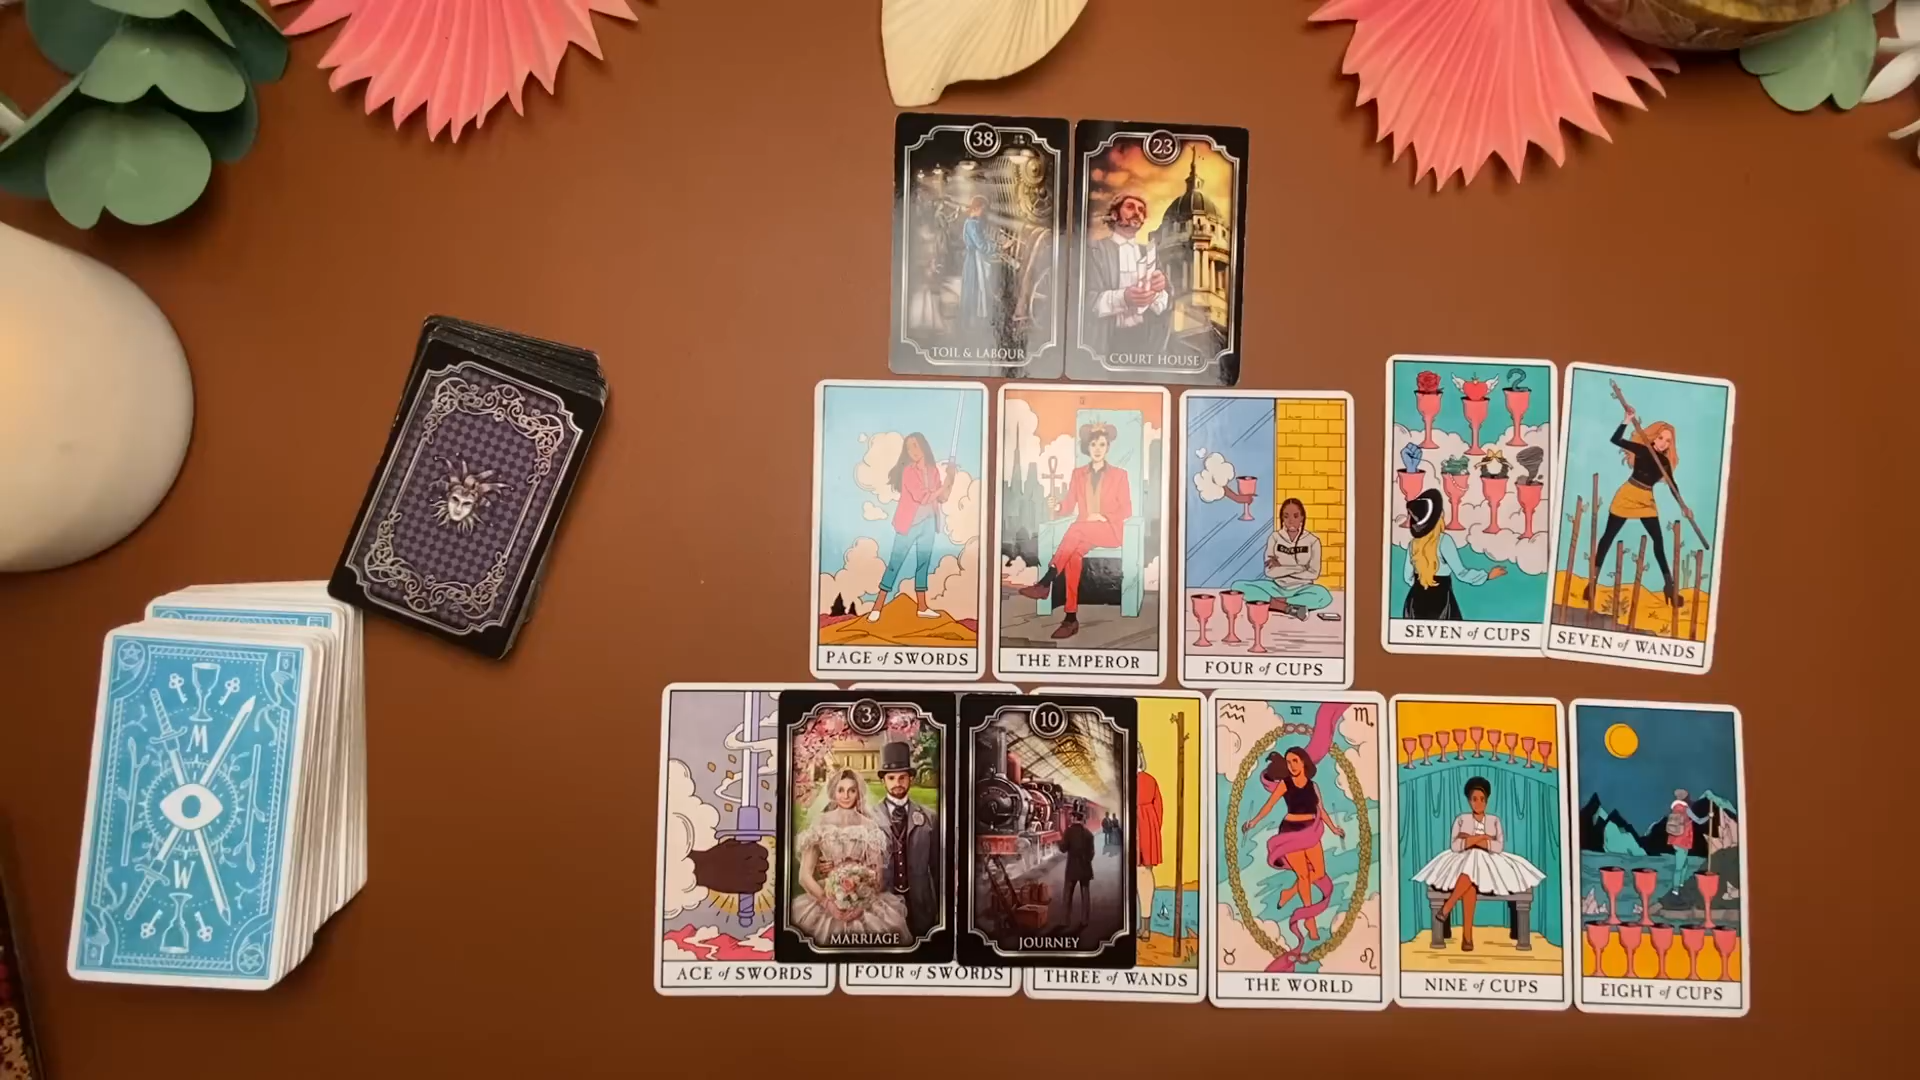 38
23
TOIL & LABOUR
COURT HOUSE
PAGE of SWORDS
THE EMPEROR
FOUR of CUPS
SEVEN of CUPS
SEVEN of WANDS
3
10
XXI
MARRIAGE
JOURNEY
ACE of SWORDS
FOUR of SWORDS
THREE of WANDS
THE WORLD
NINE of CUPS
EIGHT of CUPS
M
W